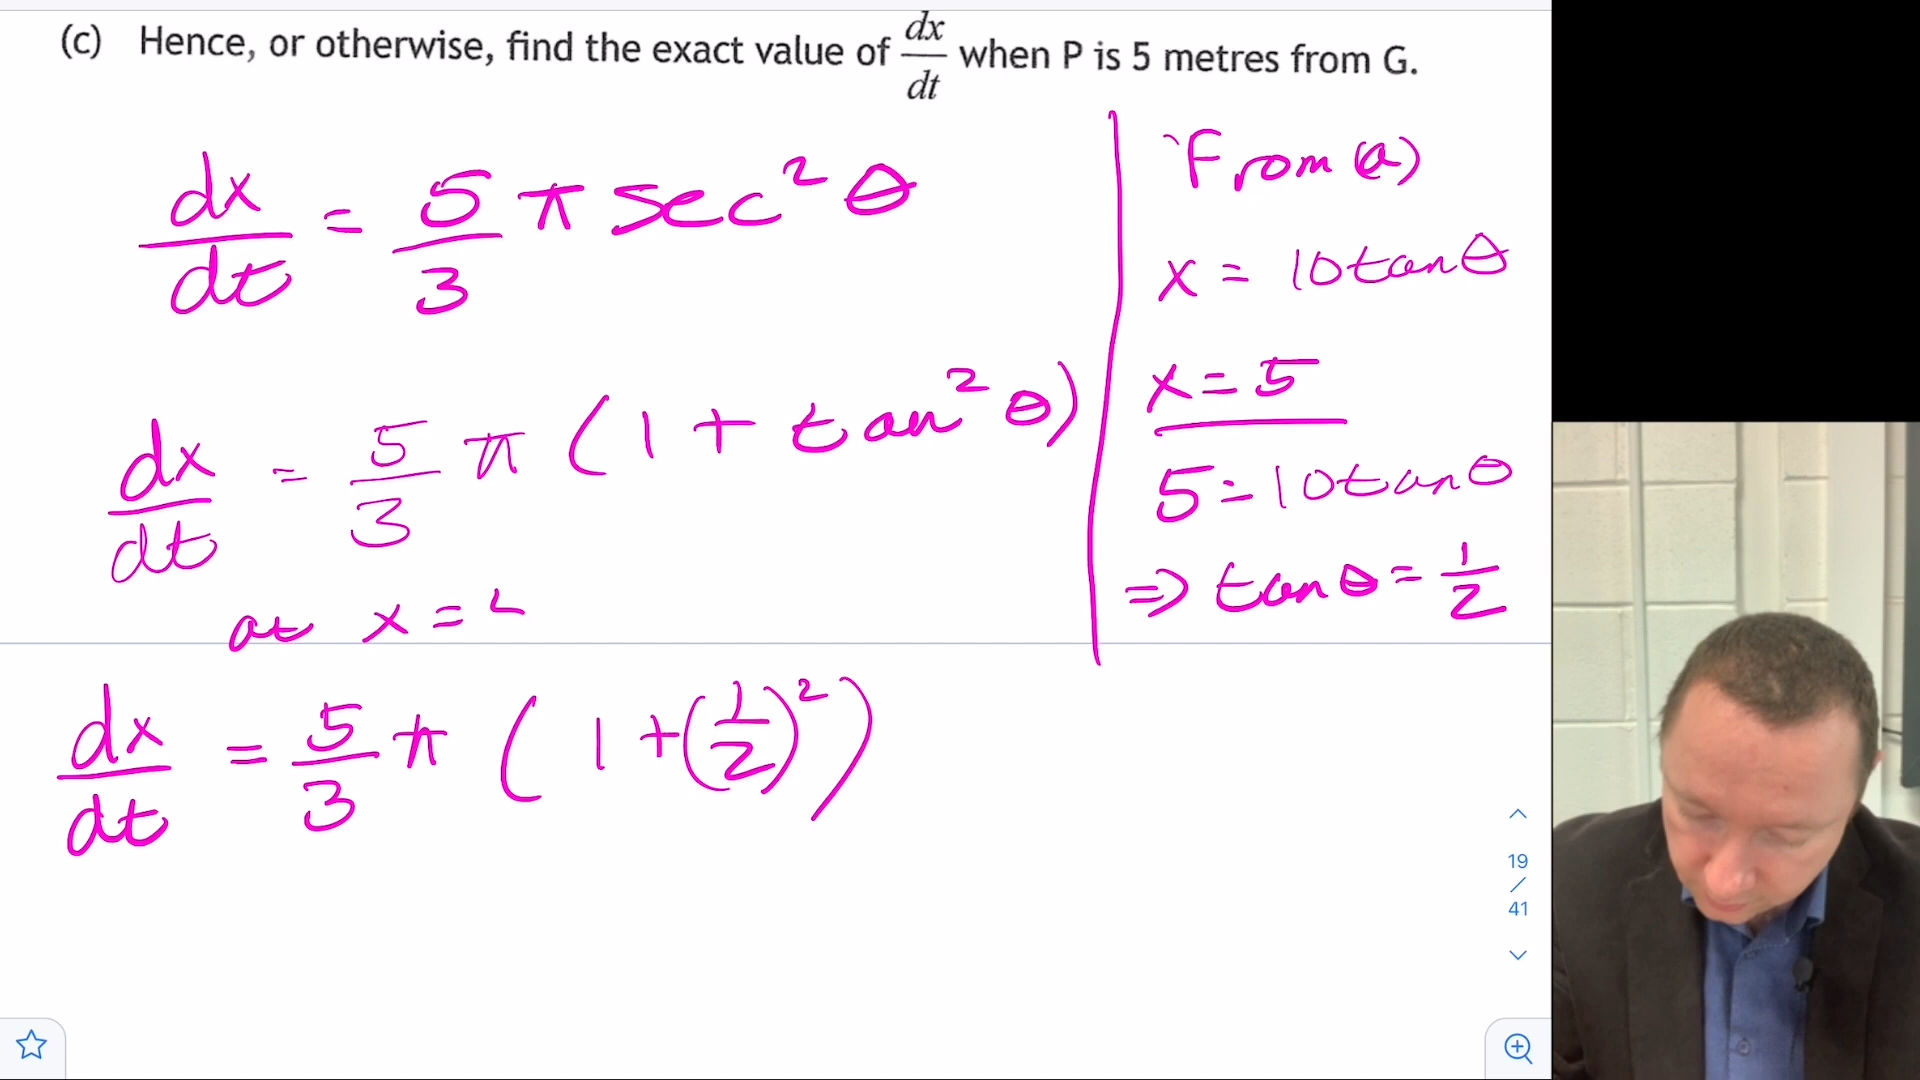 (c) Hence, or otherwise, find the exact value of dx/dt when P is 5 metres from G.
dx/dt = 5/3 π sec² θ
dx/dt = 5/3 π (1 + tan² θ)
at x =
dx/dt = 5/3 π (1 + (1/2)²)
From (a)
x = 10tanθ
x = 5
5 = 10tanθ
⇒ tanθ = 1/2
19
/
41